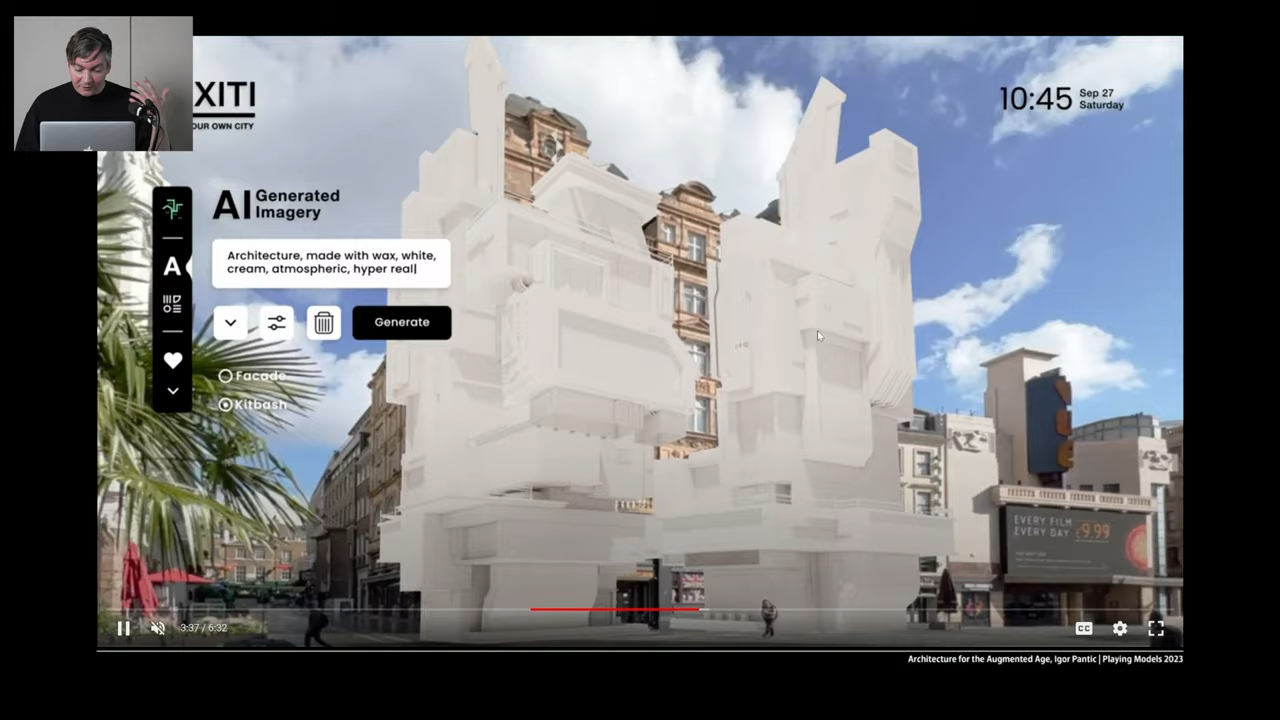 XITI
OUR OWN CITY
10:45 Sep 27
Saturday
AI Generated
Imagery
Architecture, made with wax, white,
cream, atmospheric, hyper real
A
Generate
Facade
Kitbash
VUE
EVERY FILM
EVERY DAY £9.99
3:37 / 6:32
CC
Architecture for the Augmented Age, Igor Pantic | Playing Models 2023